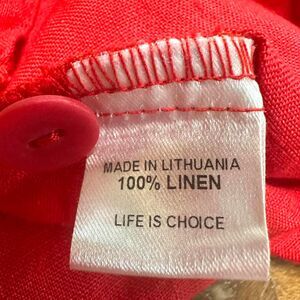 MADE IN LITHUANIA
100% LINEN
LIFE IS CHOICE